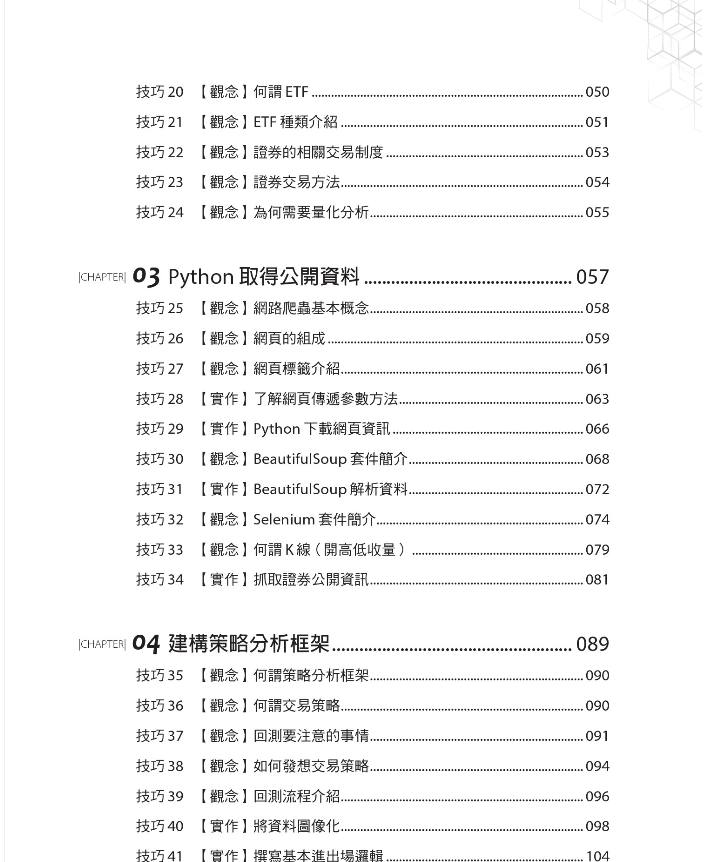 技巧 20 【觀念】何謂 ETF ........ 050
技巧 21 【觀念】ETF 種類介紹 ........ 051
技巧 22 【觀念】證券的相關交易制度 ........ 053
技巧 23 【觀念】證券交易方法 ........ 054
技巧 24 【觀念】為何需要量化分析 ........ 055
|CHAPTER| 03 Python 取得公開資料 ........ 057
技巧 25 【觀念】網路爬蟲基本概念 ........ 058
技巧 26 【觀念】網頁的組成 ........ 059
技巧 27 【觀念】網頁標籤介紹 ........ 061
技巧 28 【實作】了解網頁傳遞參數方法 ........ 063
技巧 29 【實作】Python 下載網頁資訊 ........ 066
技巧 30 【觀念】BeautifulSoup 套件簡介 ........ 068
技巧 31 【實作】BeautifulSoup 解析資料 ........ 072
技巧 32 【觀念】Selenium 套件簡介 ........ 074
技巧 33 【觀念】何謂 K 線（開高低收量） ........ 079
技巧 34 【實作】抓取證券公開資訊 ........ 081
|CHAPTER| 04 建構策略分析框架 ........ 089
技巧 35 【觀念】何謂策略分析框架 ........ 090
技巧 36 【觀念】何謂交易策略 ........ 090
技巧 37 【觀念】回測要注意的事情 ........ 091
技巧 38 【觀念】如何發想交易策略 ........ 094
技巧 39 【觀念】回測流程介紹 ........ 096
技巧 40 【實作】將資料圖像化 ........ 098
技巧 41 【實作】撰寫基本進出場邏輯 ........ 104